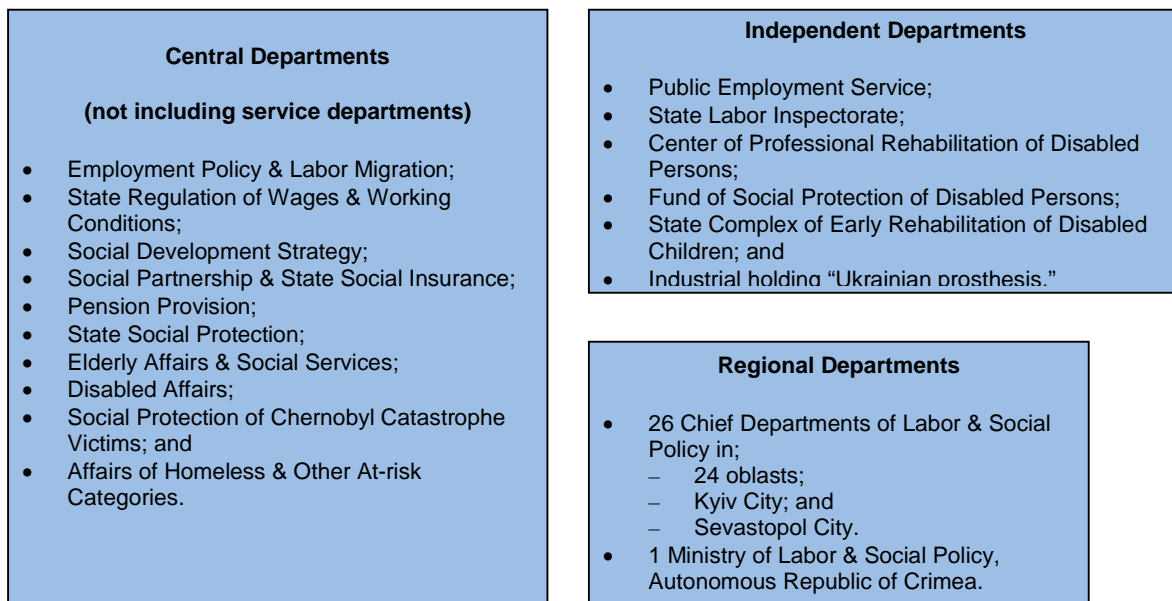 Central Departments
(not including service departments)
• Employment Policy & Labor Migration;
• State Regulation of Wages & Working
Conditions;
• Social Development Strategy;
• Social Partnership & State Social Insurance;
• Pension Provision;
• State Social Protection;
• Elderly Affairs & Social Services;
• Disabled Affairs;
• Social Protection of Chernobyl Catastrophe
Victims; and
• Affairs of Homeless & Other At-risk
Categories.
Independent Departments
• Public Employment Service;
• State Labor Inspectorate;
• Center of Professional Rehabilitation of Disabled
Persons;
• Fund of Social Protection of Disabled Persons;
• State Complex of Early Rehabilitation of Disabled
Children; and
• Industrial holding “Ukrainian prosthesis.”
Regional Departments
• 26 Chief Departments of Labor & Social
Policy in;
– 24 oblasts;
– Kyiv City; and
– Sevastopol City.
• 1 Ministry of Labor & Social Policy,
Autonomous Republic of Crimea.